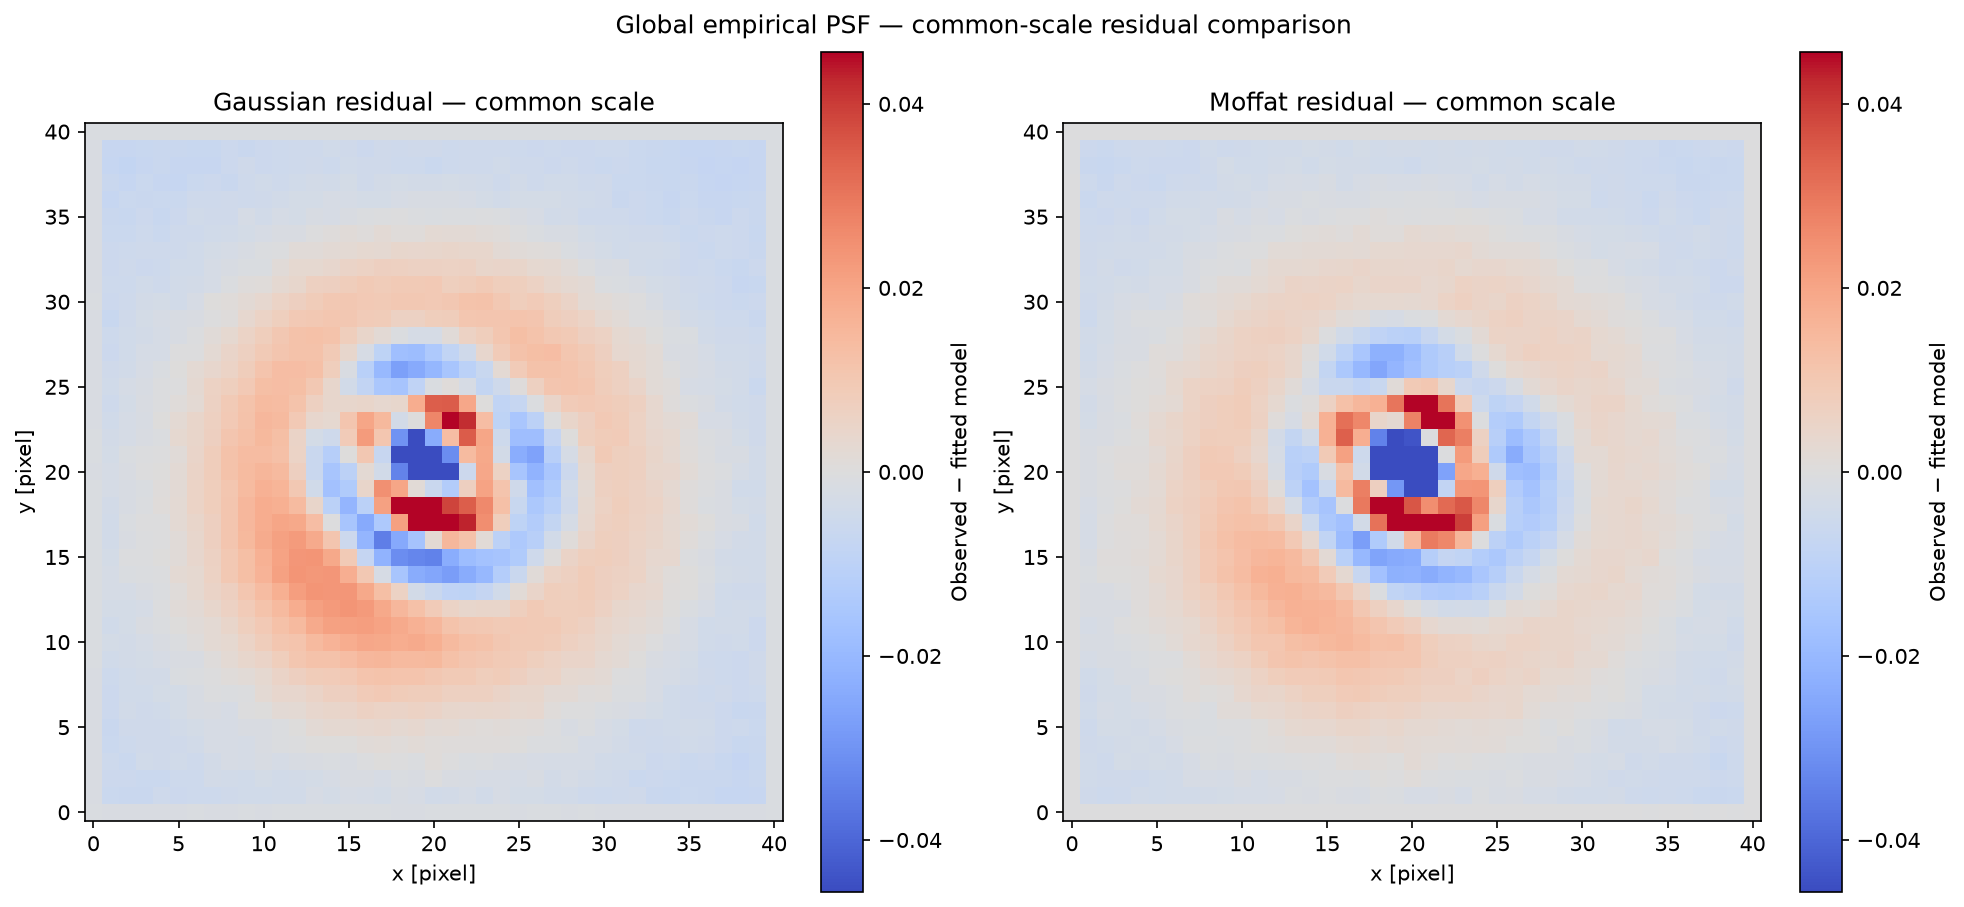 Global empirical PSF — common-scale residual comparison
Gaussian residual — common scale
40
35
30
25
20
15
10
5
0
y [pixel]
0 5 10 15 20 25 30 35 40
x [pixel]
0.04
0.02
0.00
−0.02
−0.04
Observed − fitted model
Moffat residual — common scale
40
35
30
25
20
15
10
5
0
y [pixel]
0 5 10 15 20 25 30 35 40
x [pixel]
0.04
0.02
0.00
−0.02
−0.04
Observed − fitted model